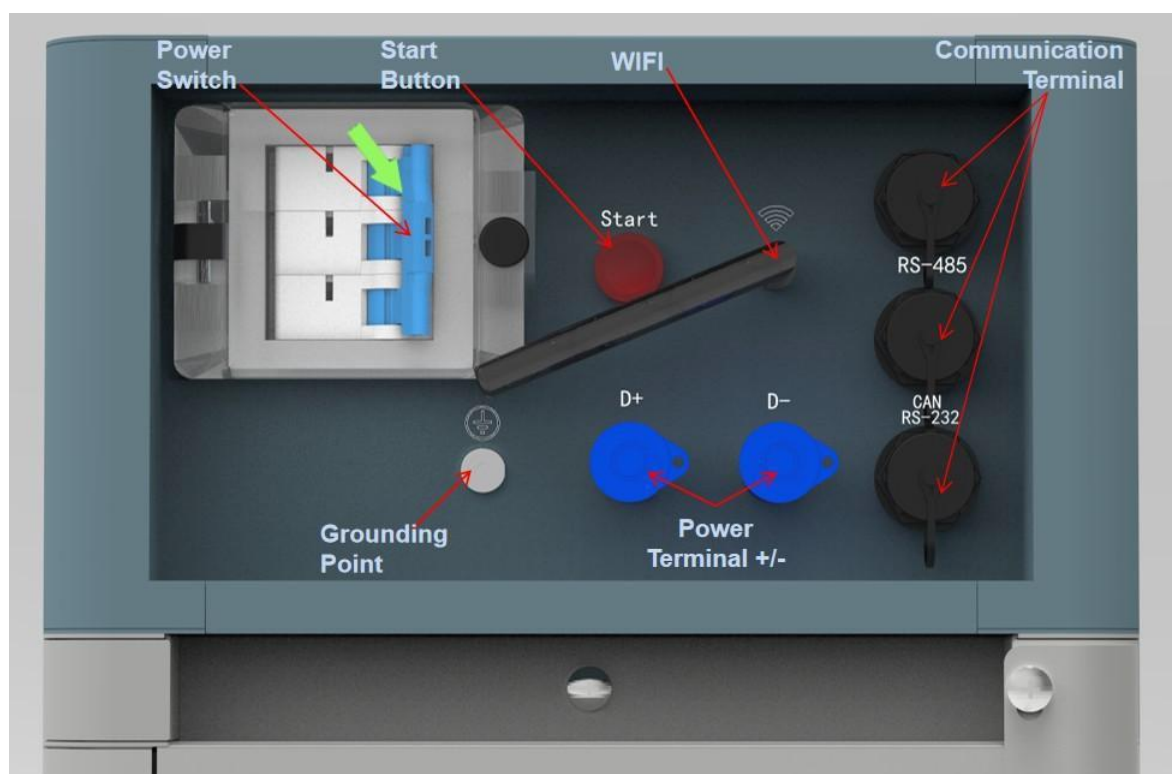 Power
Switch
Start
Button
WIFI
Communication
Terminal
Start
RS-485
D+
D-
CAN
RS-232
Grounding
Point
Power
Terminal +/-